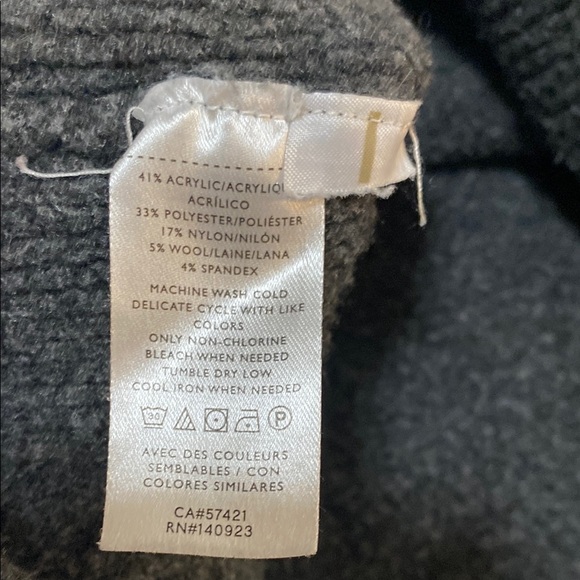 41% ACRYLIC/ACRYLIQUE
ACRÍLICO
33% POLYESTER/POLIÉSTER
17% NYLON/NILÓN
5% WOOL/LAINE/LANA
4% SPANDEX
MACHINE WASH COLD
DELICATE CYCLE WITH LIKE
COLORS
ONLY NON-CHLORINE
BLEACH WHEN NEEDED
TUMBLE DRY LOW
COOL IRON WHEN NEEDED
30 P
AVEC DES COULEURS
SEMBLABLES / CON
COLORES SIMILARES
CA#57421
RN#140923